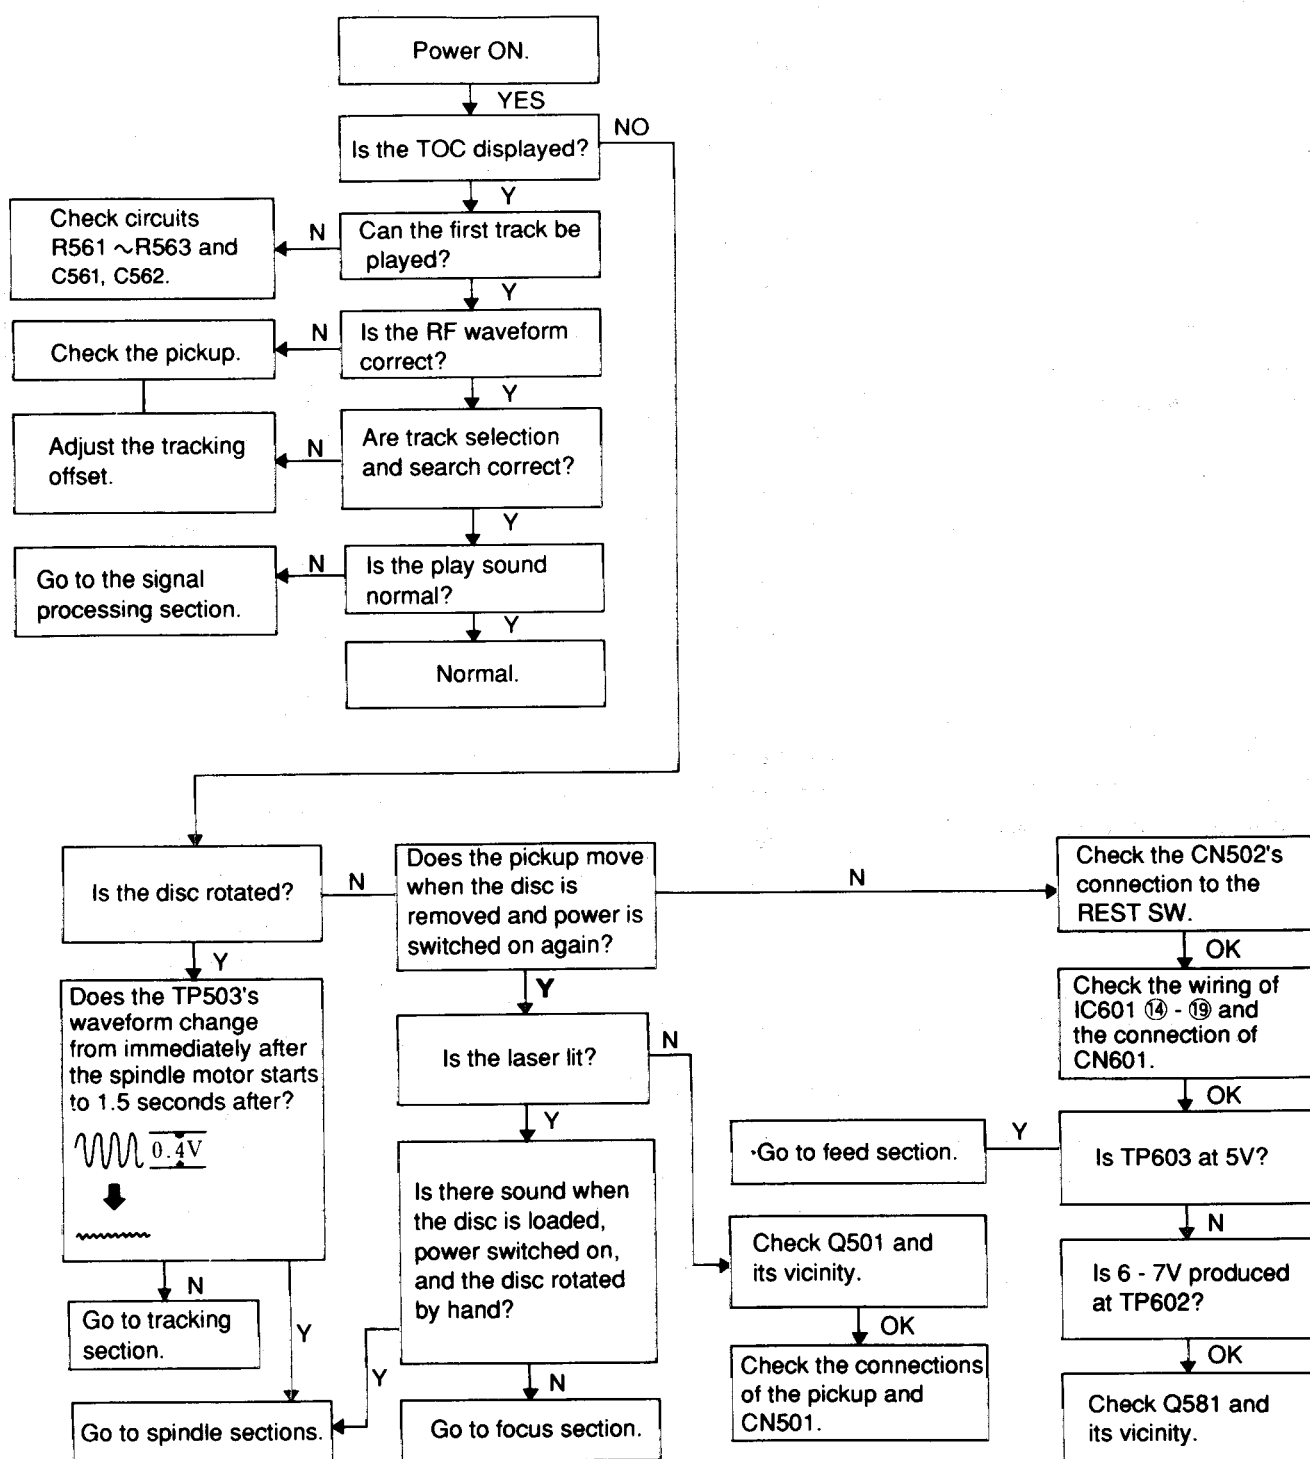 Power ON.
YES
Is the TOC displayed?
NO
Y
Check circuits
R561 ~R563 and
C561, C562.
N
Can the first track be
played?
Y
Check the pickup.
N
Is the RF waveform
correct?
Y
Adjust the tracking
offset.
N
Are track selection
and search correct?
Y
Go to the signal
processing section.
N
Is the play sound
normal?
Y
Normal.
Is the disc rotated?
N
Does the pickup move
when the disc is
removed and power is
switched on again?
N
Check the CN502's
connection to the
REST SW.
Y
Y
OK
Does the TP503's
waveform change
from immediately after
the spindle motor starts
to 1.5 seconds after?
0.4V
Is the laser lit?
N
Check the wiring of
IC601 ⑭ - ⑲ and
the connection of
CN601.
Y
OK
Go to feed section.
Y
Is TP603 at 5V?
Is there sound when
the disc is loaded,
power switched on,
and the disc rotated
by hand?
N
Check Q501 and
its vicinity.
Is 6 - 7V produced
at TP602?
N
Go to tracking
section.
Y
Y
OK
OK
N
Check the connections
of the pickup and
CN501.
Go to spindle sections.
Go to focus section.
Check Q581 and
its vicinity.